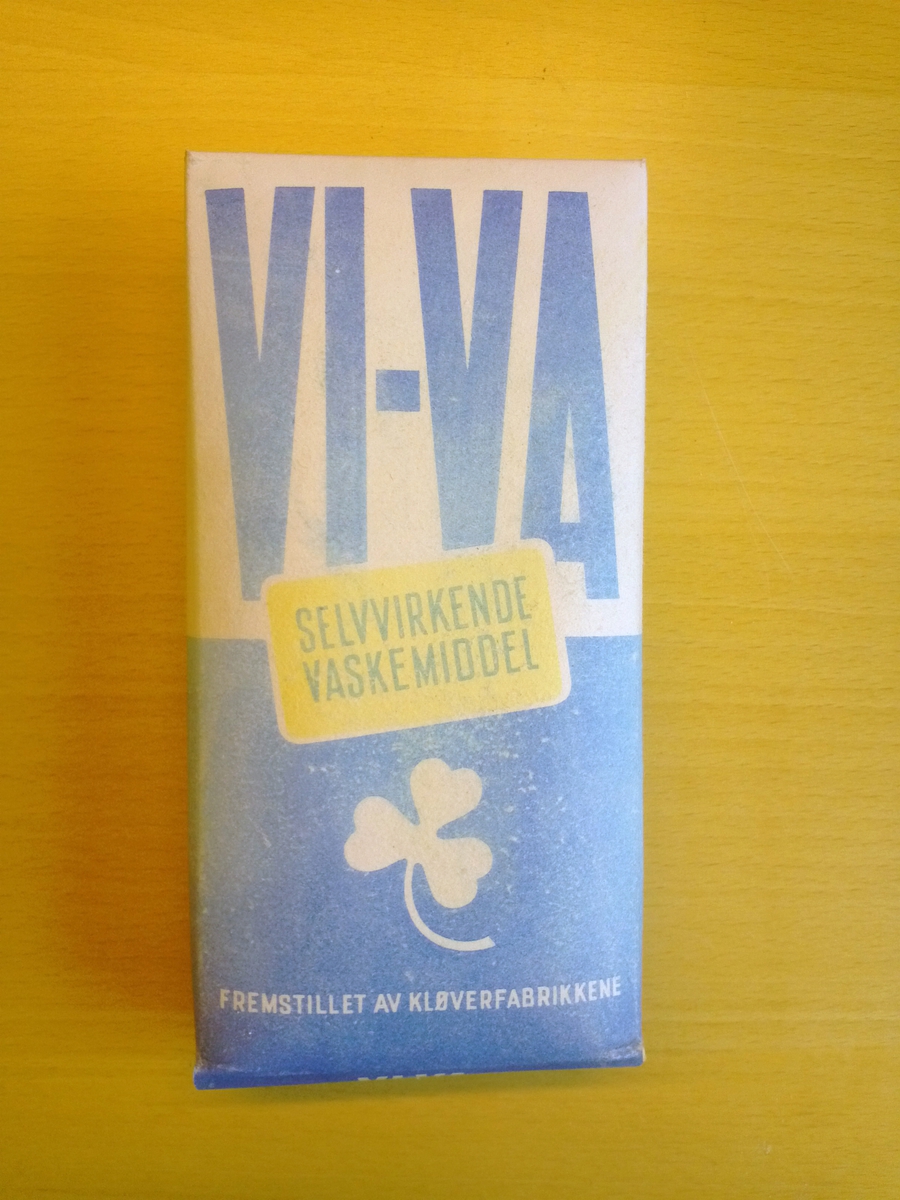 VI-VA
SELVVIRKENDE
VASKEMIDDEL
FREMSTILLET AV KLØVERFABRIKKENE